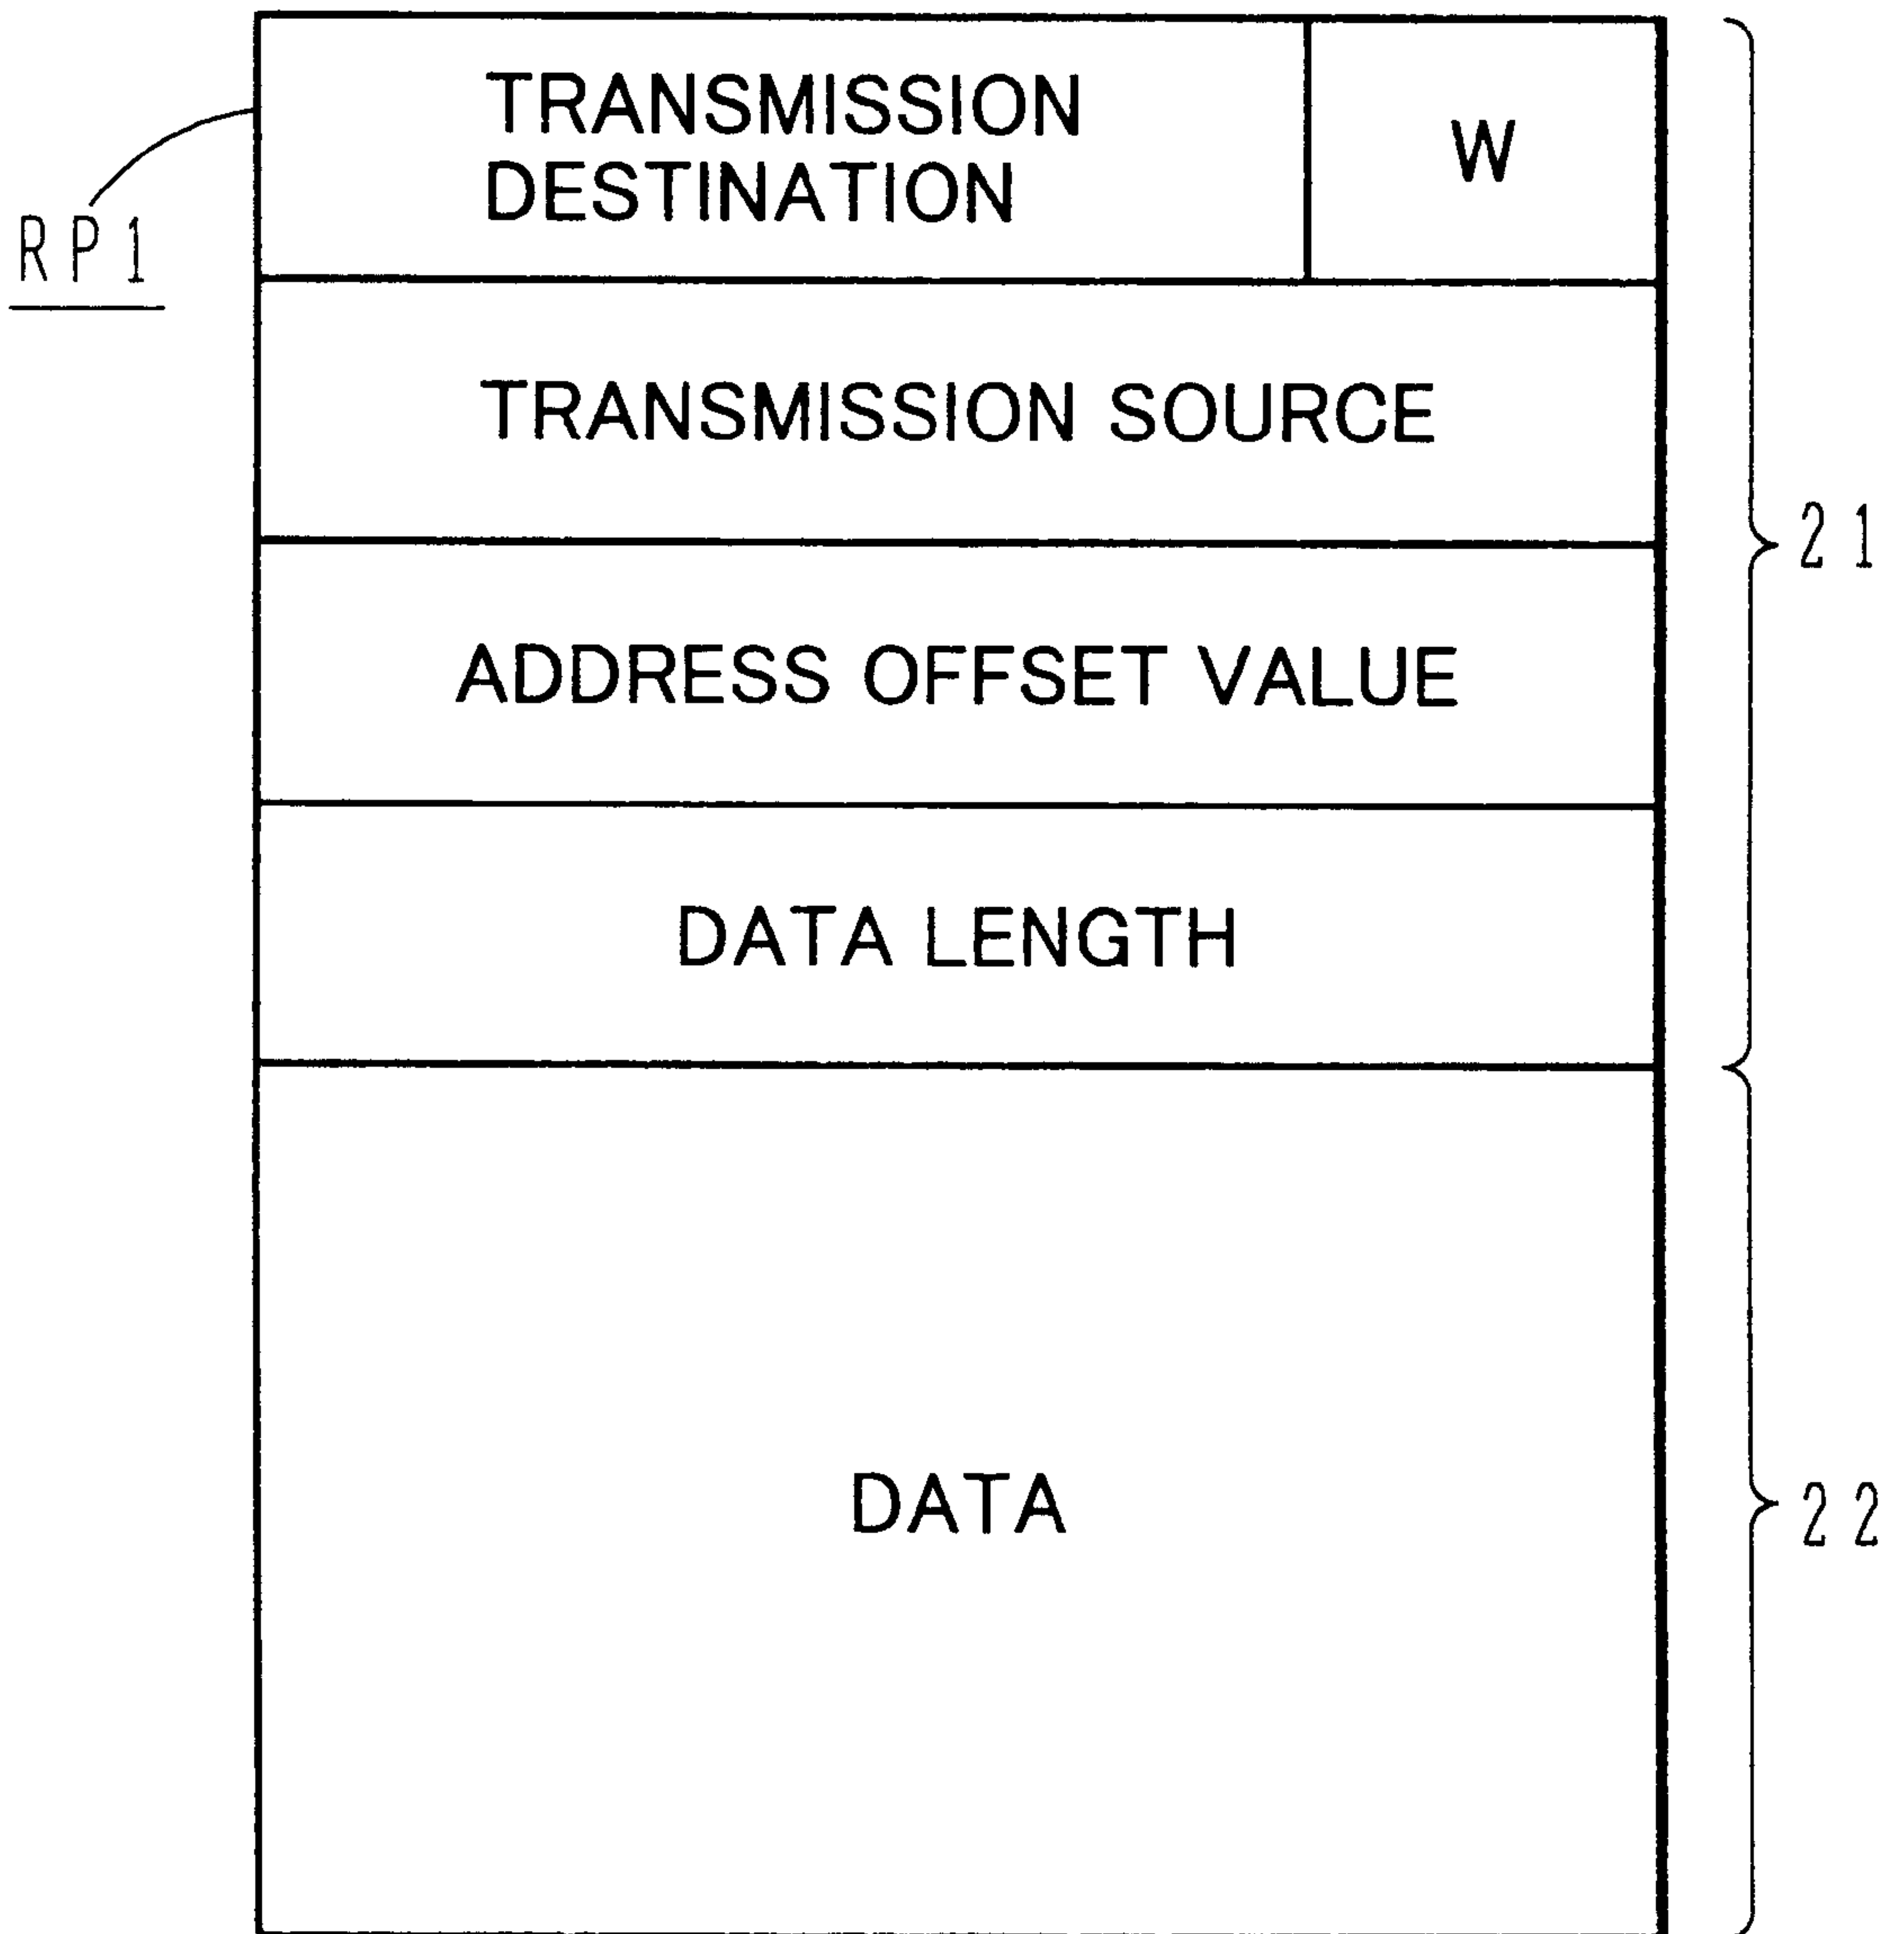 TRANSMISSION
DESTINATION
W
RP1
TRANSMISSION SOURCE
21
ADDRESS OFFSET VALUE
DATA LENGTH
DATA
22